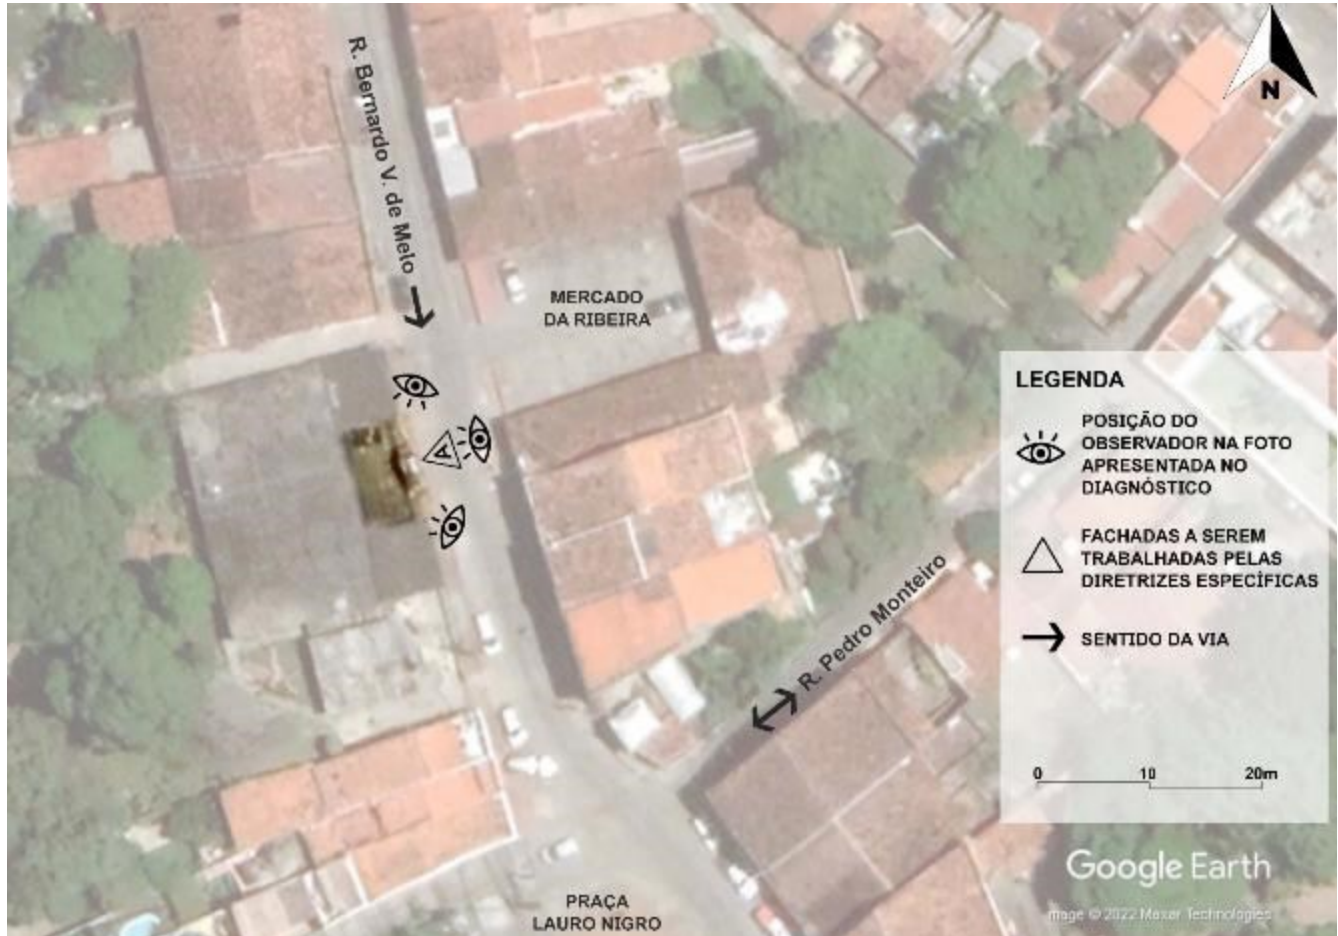 R. Bernardo V. de Melo
N
MERCADO
DA RIBEIRA
A
R. Pedro Monteiro
PRAÇA
LAURO NIGRO
LEGENDA
POSIÇÃO DO
OBSERVADOR NA FOTO
APRESENTADA NO
DIAGNÓSTICO
FACHADAS A SEREM
TRABALHADAS PELAS
DIRETRIZES ESPECÍFICAS
SENTIDO DA VIA
0 10 20m
Google Earth
mage © 2022 Maxar Technologies